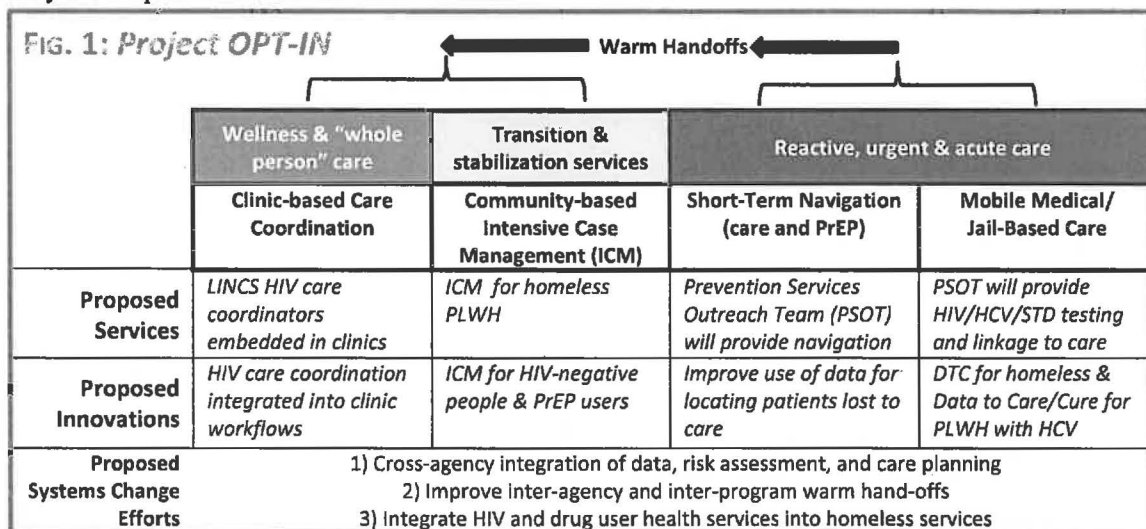 FIG. 1: Project OPT-IN
Warm Handoffs
Wellness & “whole
person” care
Transition &
stabilization services
Reactive, urgent & acute care
Clinic-based Care
Coordination
Community-based
Intensive Case
Management (ICM)
Short-Term Navigation
(care and PrEP)
Mobile Medical/
Jail-Based Care
Proposed
Services
LINCS HIV care
coordinators
embedded in clinics
ICM for homeless
PLWH
Prevention Services
Outreach Team (PSOT)
will provide navigation
PSOT will provide
HIV/HCV/STD testing
and linkage to care
Proposed
Innovations
HIV care coordination
integrated into clinic
workflows
ICM for HIV-negative
people & PrEP users
Improve use of data for
locating patients lost to
care
DTC for homeless &
Data to Care/Cure for
PLWH with HCV
Proposed
Systems Change
Efforts
1) Cross-agency integration of data, risk assessment, and care planning
2) Improve inter-agency and inter-program warm hand-offs
3) Integrate HIV and drug user health services into homeless services